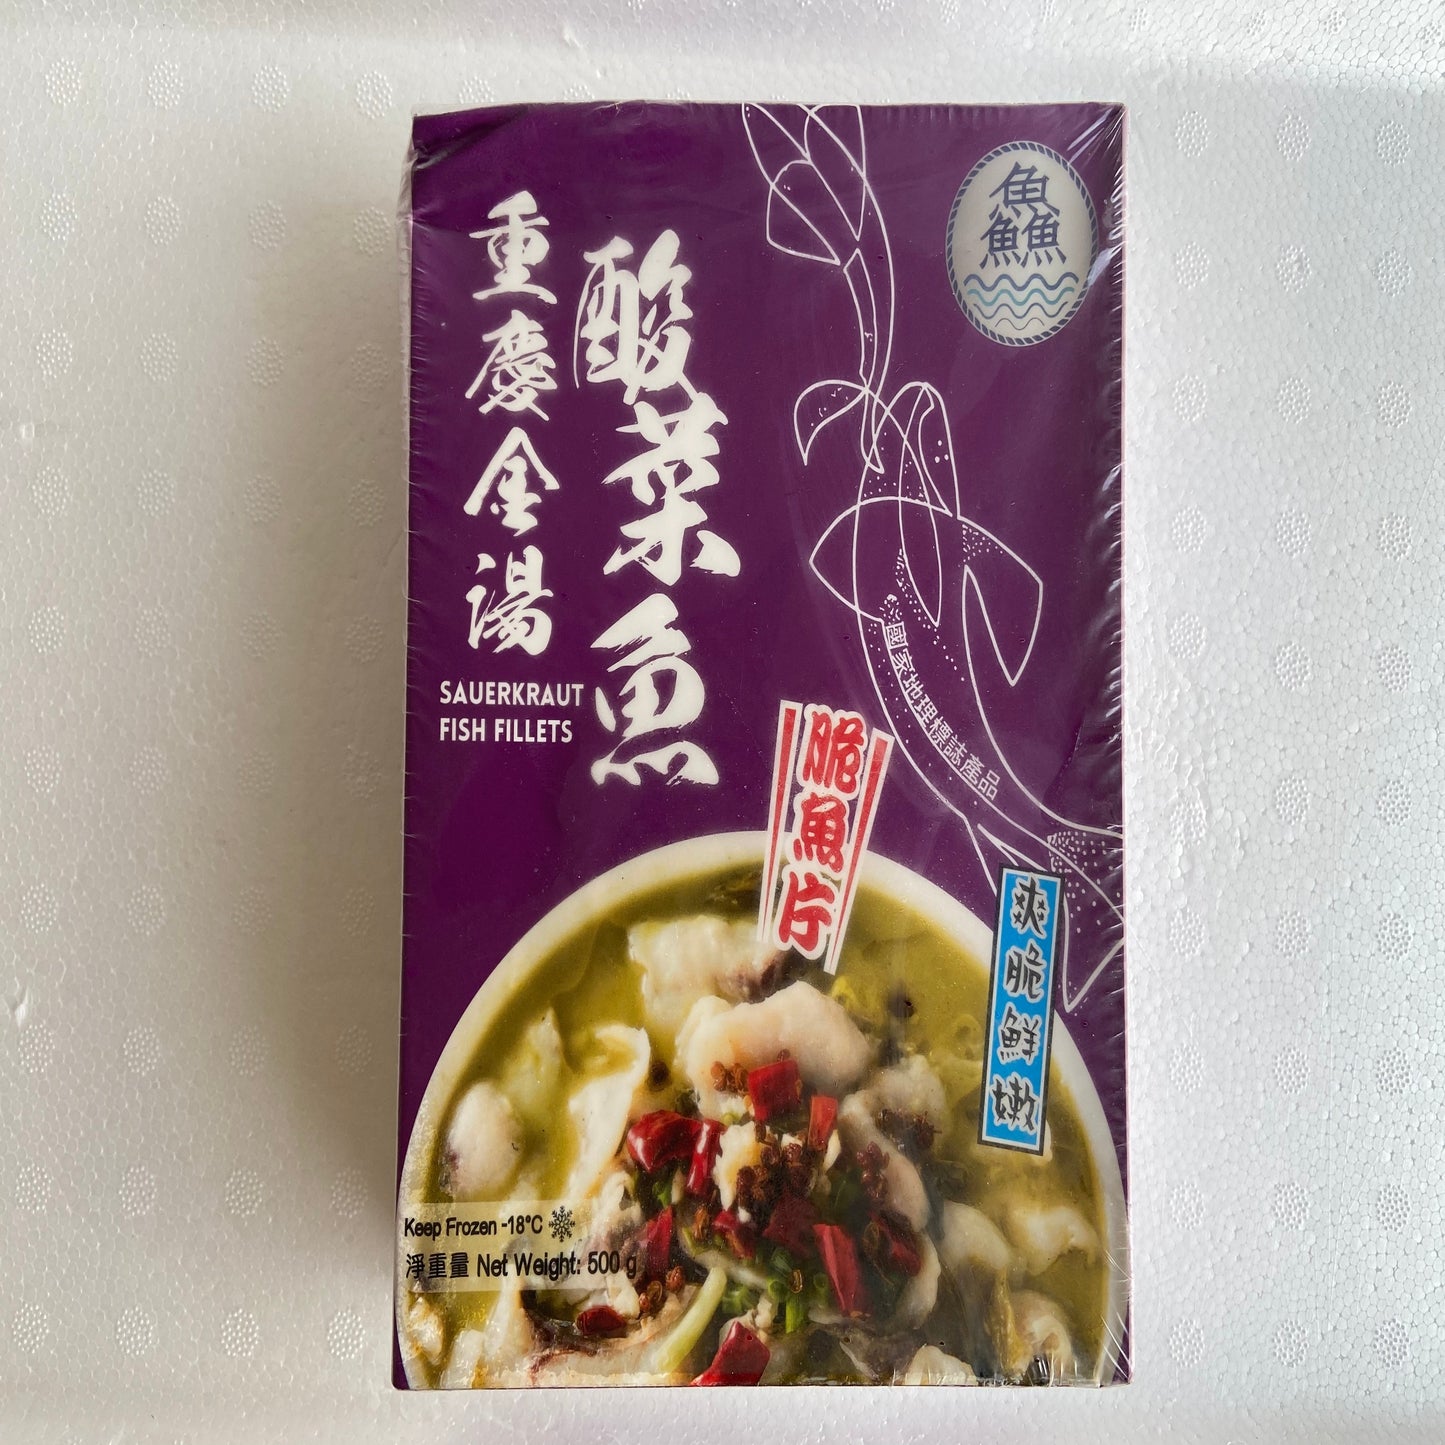 鱻
重慶金湯
酸菜魚
SAUERKRAUT
FISH FILLETS
國家地理標誌產品
脆魚片
爽脆鮮嫩
Keep Frozen -18°C
淨重量 Net Weight: 500 g